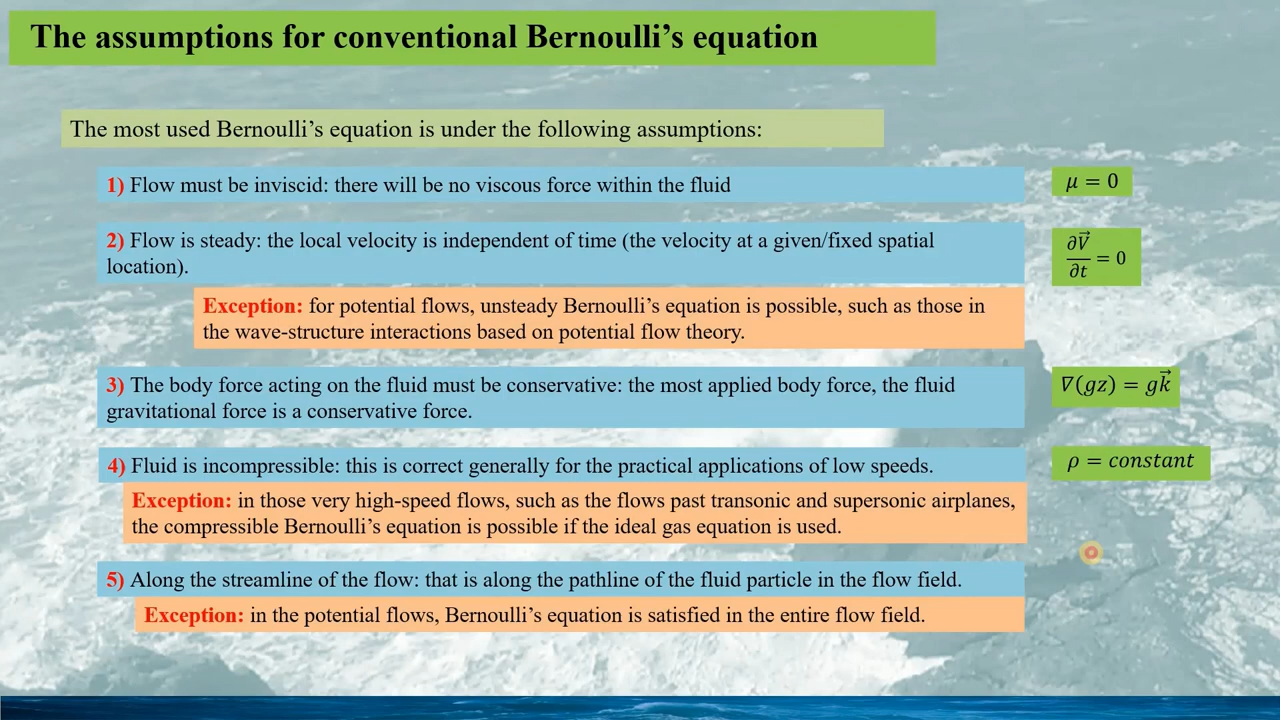 The assumptions for conventional Bernoulli’s equation
The most used Bernoulli’s equation is under the following assumptions:
1) Flow must be inviscid: there will be no viscous force within the fluid
μ = 0
2) Flow is steady: the local velocity is independent of time (the velocity at a given/fixed spatial
location).
∂V⃗/∂t = 0
Exception: for potential flows, unsteady Bernoulli’s equation is possible, such as those in
the wave-structure interactions based on potential flow theory.
3) The body force acting on the fluid must be conservative: the most applied body force, the fluid
gravitational force is a conservative force.
∇(gz) = gk⃗
4) Fluid is incompressible: this is correct generally for the practical applications of low speeds.
ρ = constant
Exception: in those very high-speed flows, such as the flows past transonic and supersonic airplanes,
the compressible Bernoulli’s equation is possible if the ideal gas equation is used.
5) Along the streamline of the flow: that is along the pathline of the fluid particle in the flow field.
Exception: in the potential flows, Bernoulli’s equation is satisfied in the entire flow field.